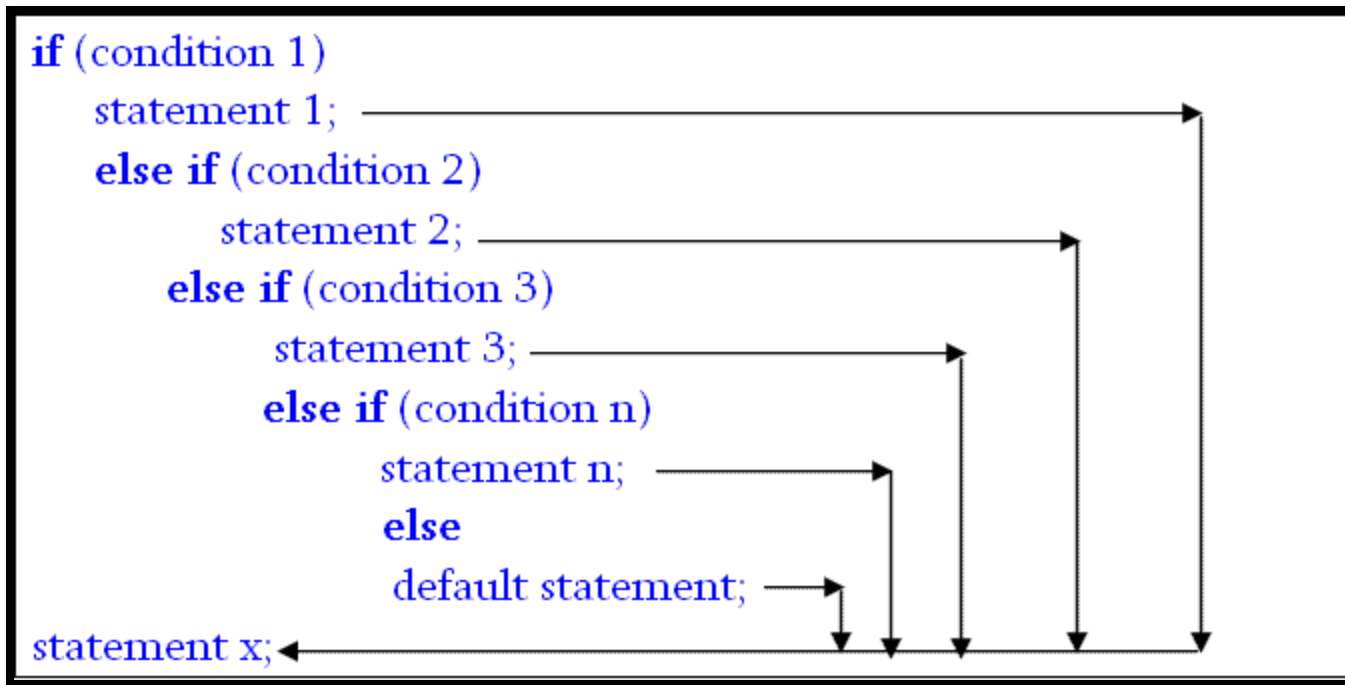 if (condition 1)
statement 1;
else if (condition 2)
statement 2;
else if (condition 3)
statement 3;
else if (condition n)
statement n;
else
default statement;
statement x;